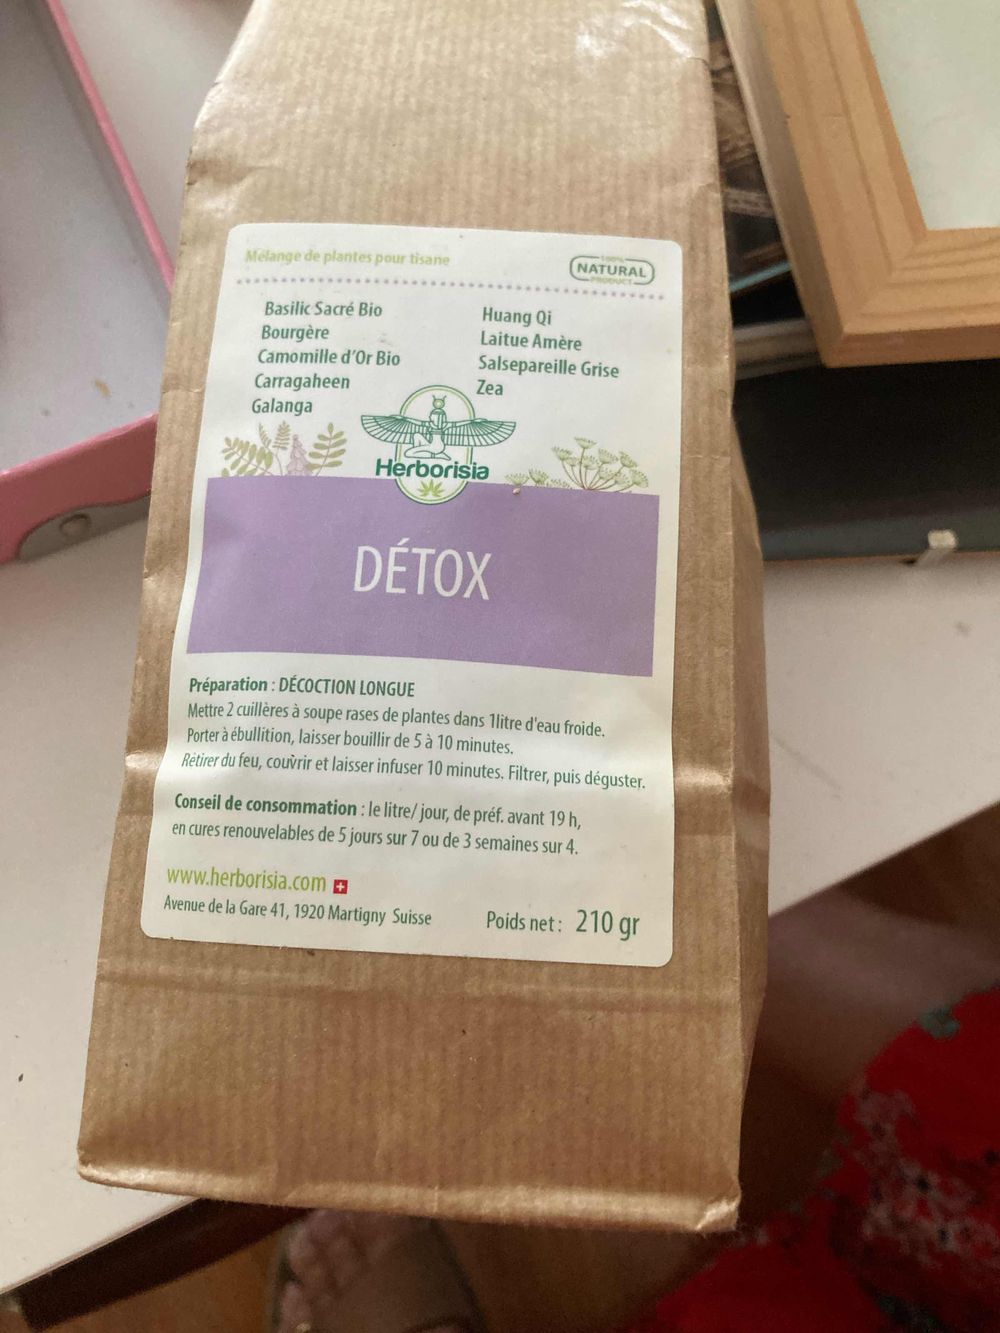 Mélange de plantes pour tisane
100%
NATURAL
PRODUCT
Basilic Sacré Bio
Bourgère
Camomille d'Or Bio
Carragaheen
Galanga
Huang Qi
Laitue Amère
Salsepareille Grise
Zea
Herborisia
DÉTOX
Préparation : DÉCOCTION LONGUE
Mettre 2 cuillères à soupe rases de plantes dans 1litre d'eau froide.
Porter à ébullition, laisser bouillir de 5 à 10 minutes.
Retirer du feu, couvrir et laisser infuser 10 minutes. Filtrer, puis déguster.
Conseil de consommation : le litre/ jour, de préf. avant 19 h,
en cures renouvelables de 5 jours sur 7 ou de 3 semaines sur 4.
www.herborisia.com
Avenue de la Gare 41, 1920 Martigny Suisse
Poids net : 210 gr